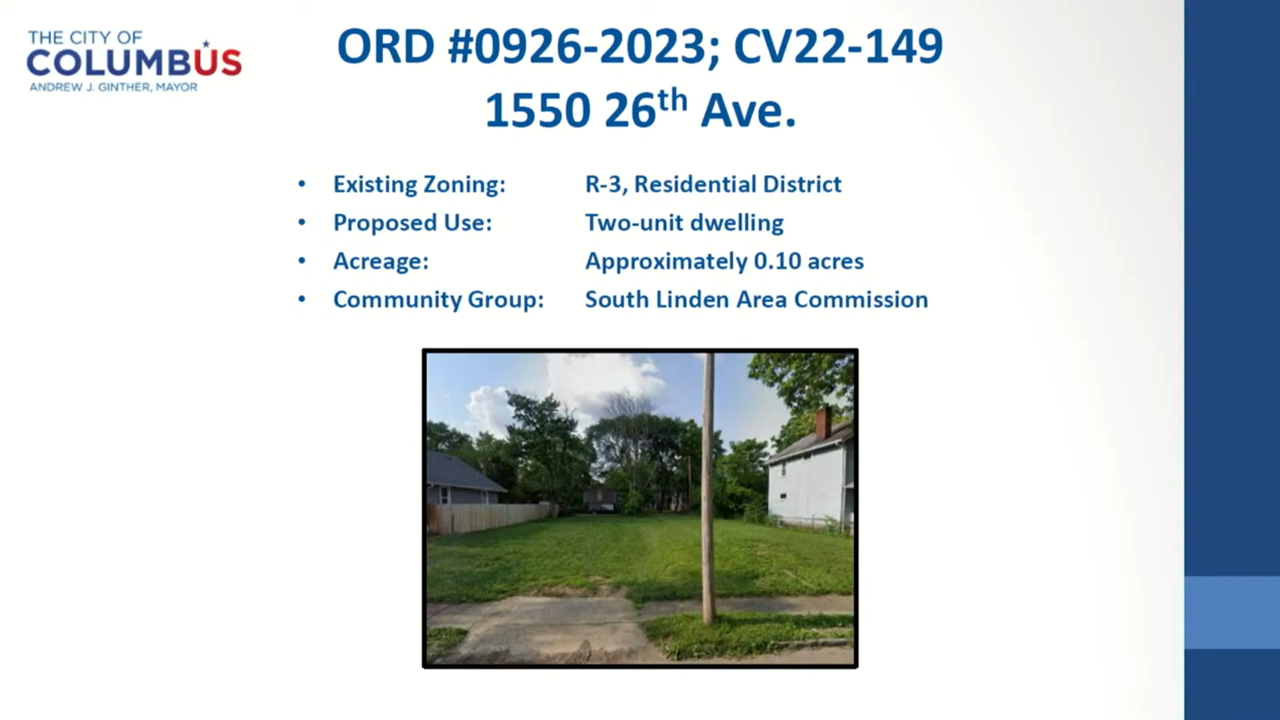 THE CITY OF
COLUMBUS
ANDREW J. GINTHER, MAYOR
ORD #0926-2023; CV22-149
1550 26th Ave.
• Existing Zoning: R-3, Residential District
• Proposed Use: Two-unit dwelling
• Acreage: Approximately 0.10 acres
• Community Group: South Linden Area Commission